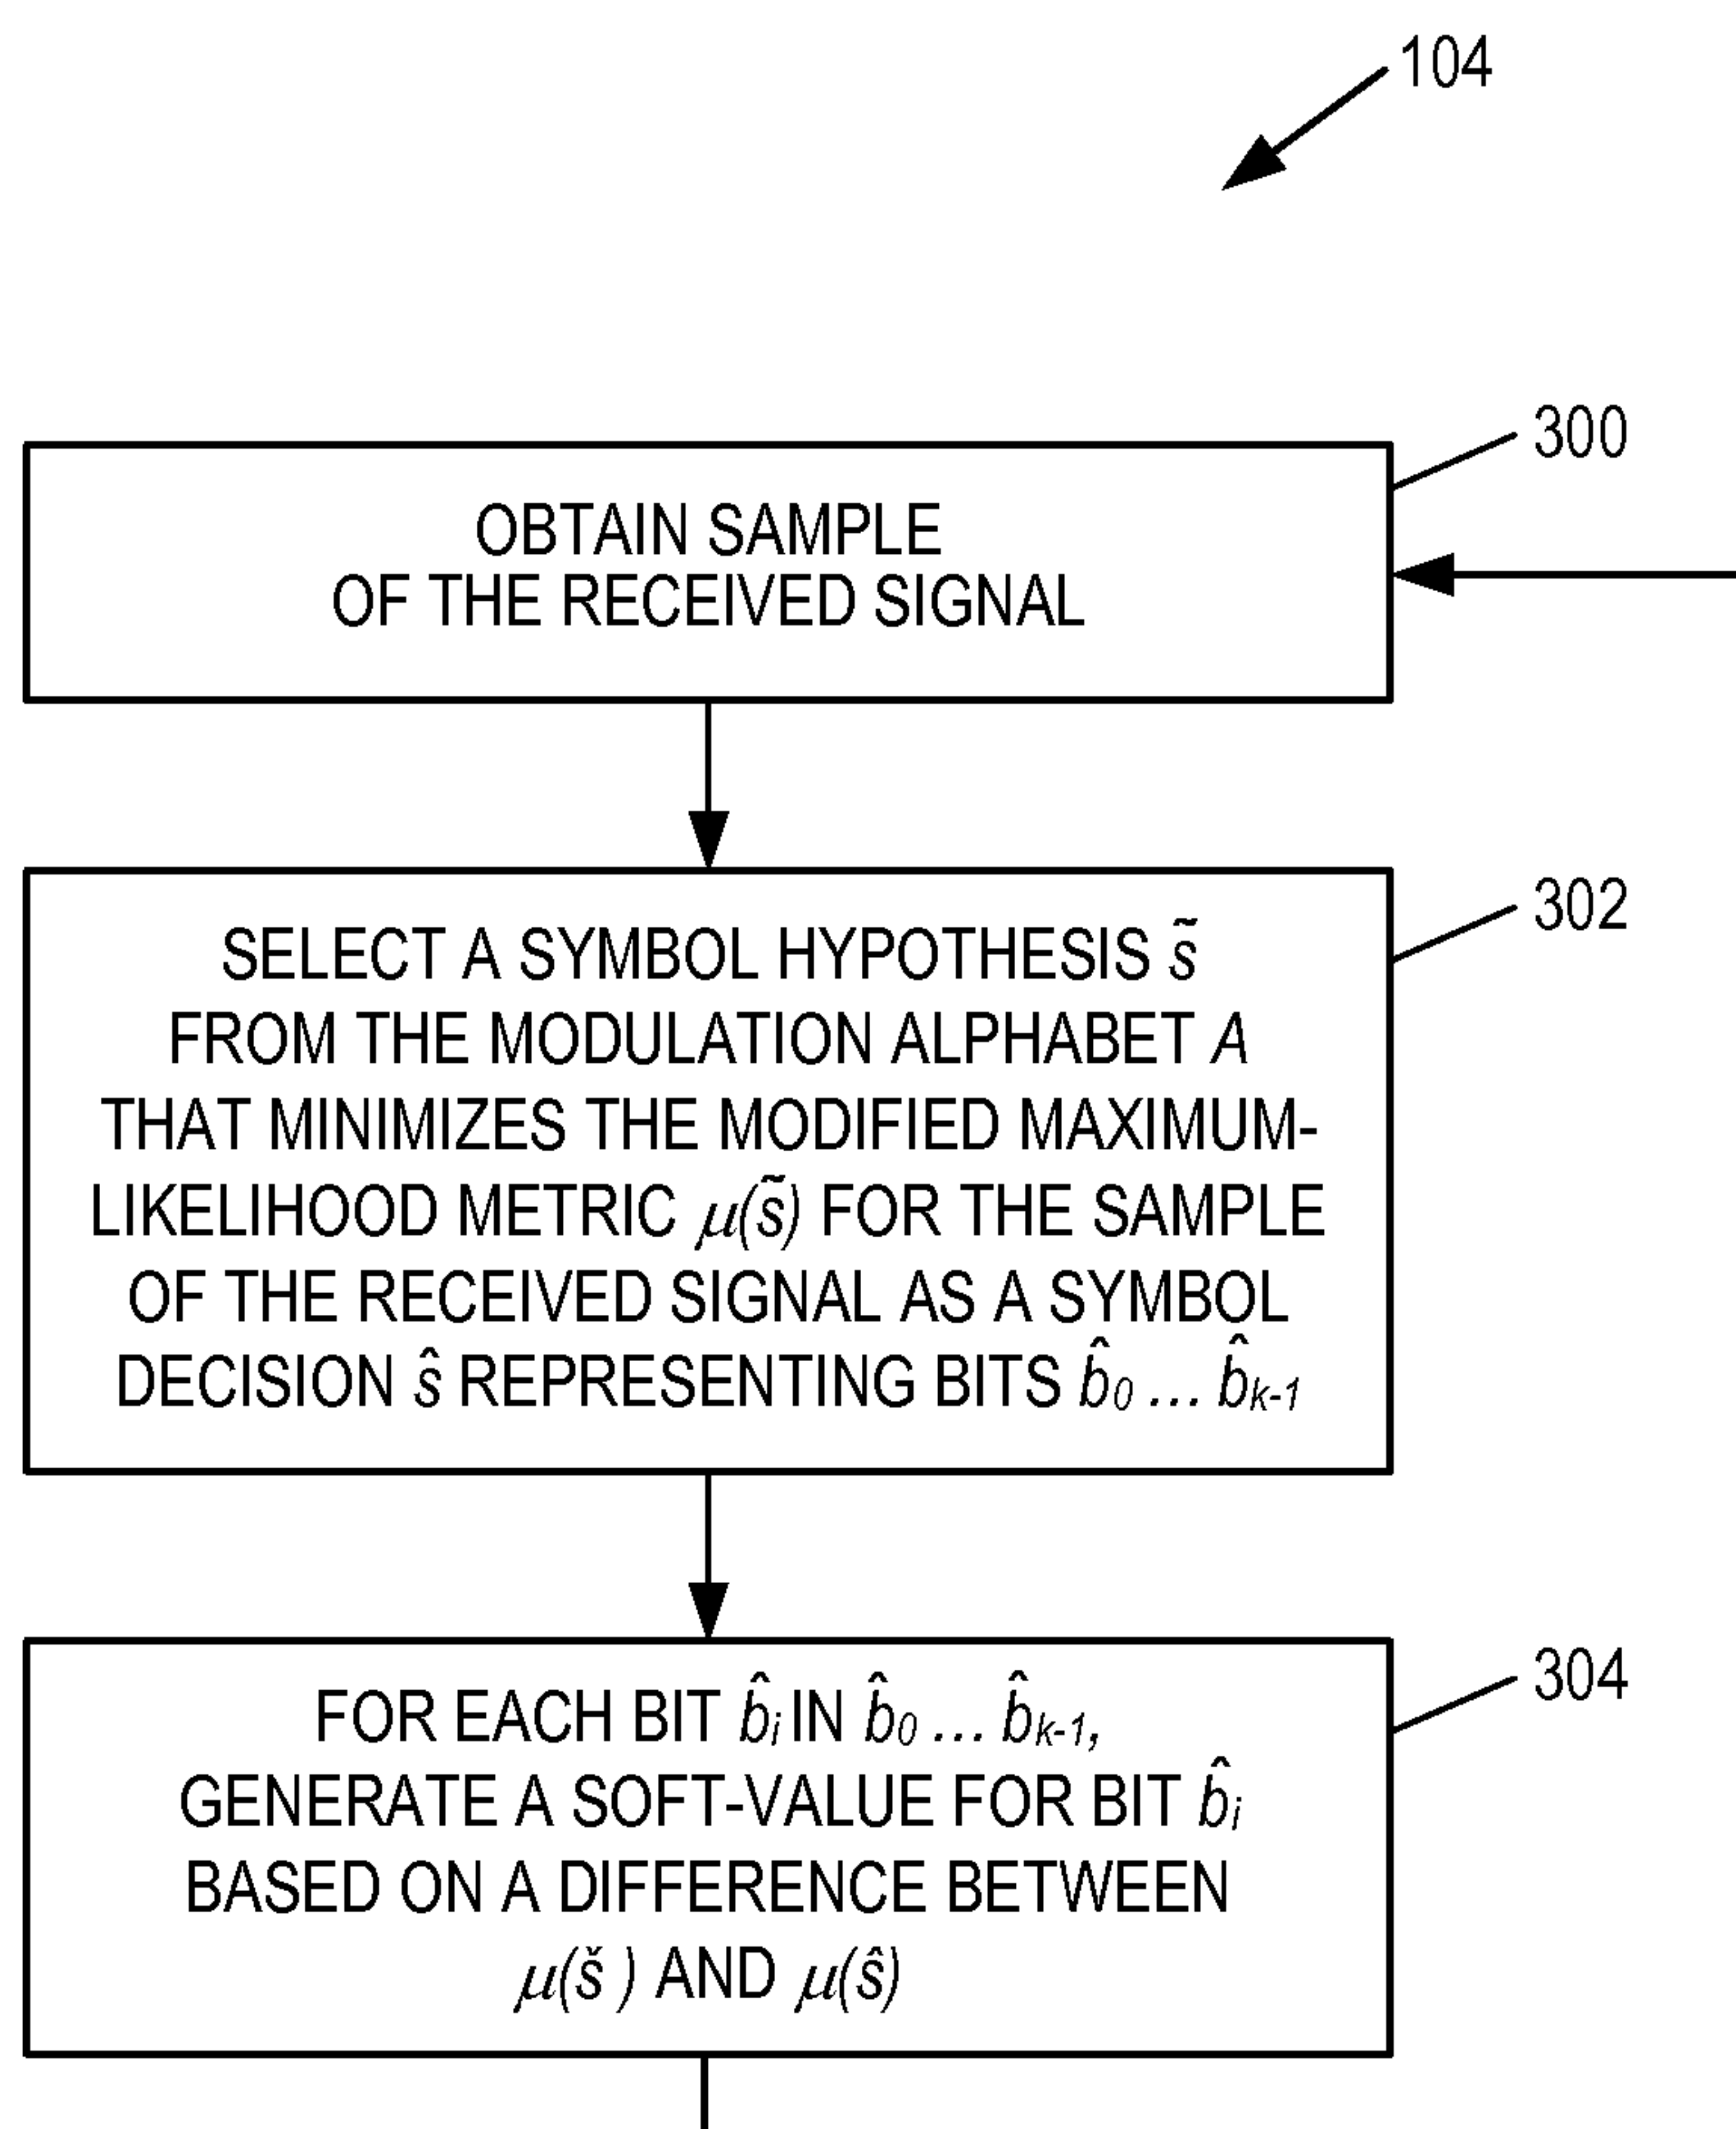 104
300
OBTAIN SAMPLE
OF THE RECEIVED SIGNAL
302
SELECT A SYMBOL HYPOTHESIS s̃
FROM THE MODULATION ALPHABET A
THAT MINIMIZES THE MODIFIED MAXIMUM-
LIKELIHOOD METRIC μ(s̃) FOR THE SAMPLE
OF THE RECEIVED SIGNAL AS A SYMBOL
DECISION ŝ REPRESENTING BITS b̂0 ... b̂k-1
304
FOR EACH BIT b̂i IN b̂0 ... b̂k-1,
GENERATE A SOFT-VALUE FOR BIT b̂i
BASED ON A DIFFERENCE BETWEEN
μ(š ) AND μ(ŝ)